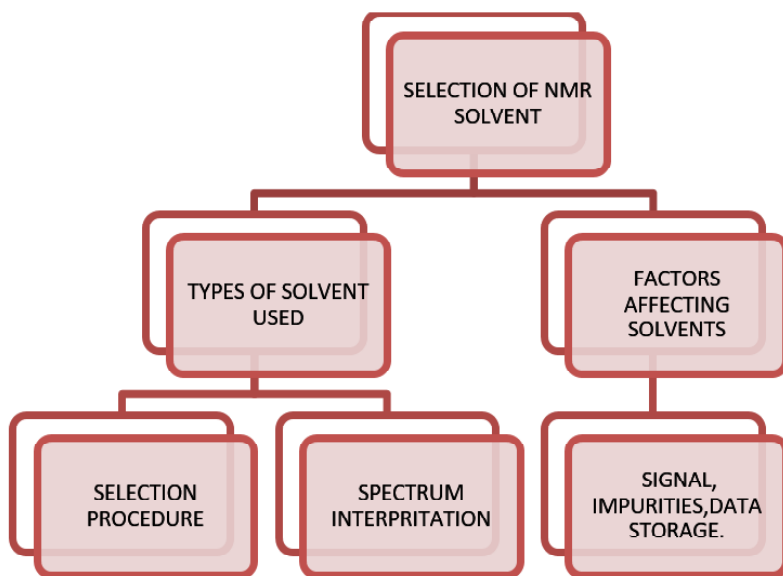 SELECTION OF NMR
SOLVENT
TYPES OF SOLVENT
USED
FACTORS
AFFECTING
SOLVENTS
SELECTION
PROCEDURE
SPECTRUM
INTERPRITATION
SIGNAL,
IMPURITIES,DATA
STORAGE.